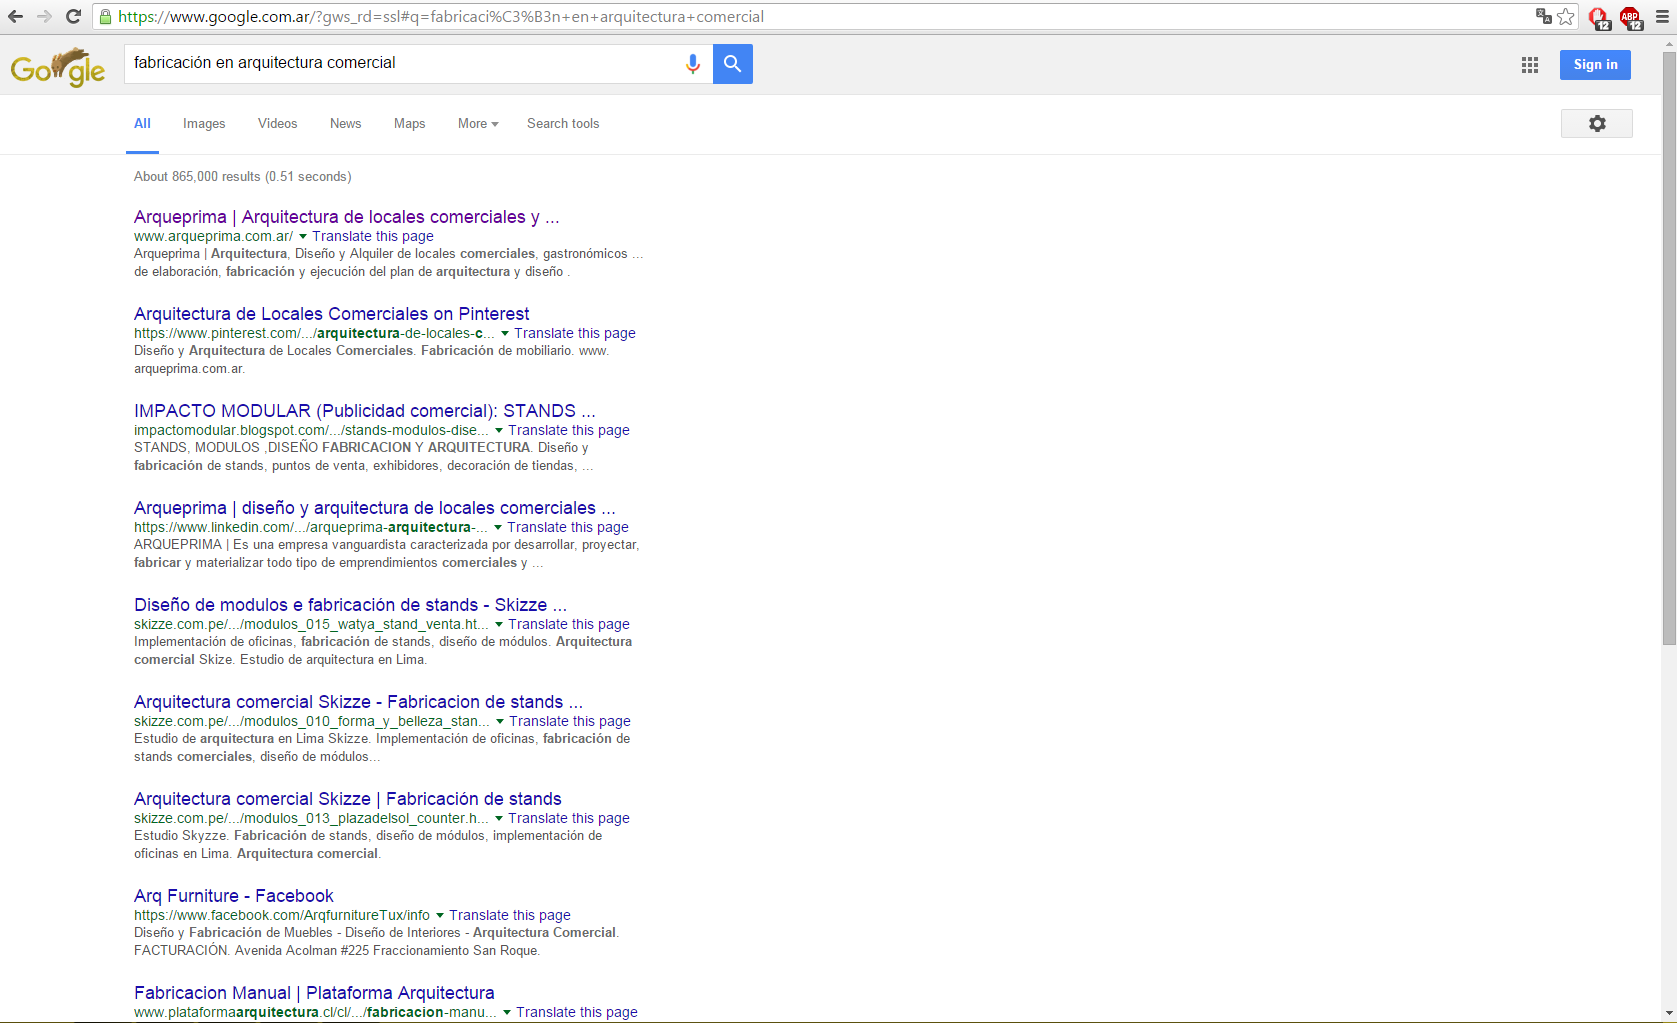 https://www.google.com.ar/?gws_rd=ssl#q=fabricaci%C3%B3n+en+arquitectura+comercial
12
ABP
12
Google
fabricación en arquitectura comercial
Sign in
All Images Videos News Maps More Search tools
About 865,000 results (0.51 seconds)
Arqueprima | Arquitectura de locales comerciales y ...
www.arqueprima.com.ar/ Translate this page
Arqueprima | Arquitectura, Diseño y Alquiler de locales comerciales, gastronómicos ...
de elaboración, fabricación y ejecución del plan de arquitectura y diseño .
Arquitectura de Locales Comerciales on Pinterest
https://www.pinterest.com/.../arquitectura-de-locales-c... Translate this page
Diseño y Arquitectura de Locales Comerciales. Fabricación de mobiliario. www.
arqueprima.com.ar.
IMPACTO MODULAR (Publicidad comercial): STANDS ...
impactomodular.blogspot.com/.../stands-modulos-dise... Translate this page
STANDS, MODULOS ,DISEÑO FABRICACION Y ARQUITECTURA. Diseño y
fabricación de stands, puntos de venta, exhibidores, decoración de tiendas, ...
Arqueprima | diseño y arquitectura de locales comerciales ...
https://www.linkedin.com/.../arqueprima-arquitectura-... Translate this page
ARQUEPRIMA | Es una empresa vanguardista caracterizada por desarrollar, proyectar,
fabricar y materializar todo tipo de emprendimientos comerciales y ...
Diseño de modulos e fabricación de stands - Skizze ...
skizze.com.pe/.../modulos_015_watya_stand_venta.ht... Translate this page
Implementación de oficinas, fabricación de stands, diseño de módulos. Arquitectura
comercial Skize. Estudio de arquitectura en Lima.
Arquitectura comercial Skizze - Fabricacion de stands ...
skizze.com.pe/.../modulos_010_forma_y_belleza_stan... Translate this page
Estudio de arquitectura en Lima Skizze. Implementación de oficinas, fabricación de
stands comerciales, diseño de módulos...
Arquitectura comercial Skizze | Fabricación de stands
skizze.com.pe/.../modulos_013_plazadelsol_counter.h... Translate this page
Estudio Skyzze. Fabricación de stands, diseño de módulos, implementación de
oficinas en Lima. Arquitectura comercial.
Arq Furniture - Facebook
https://www.facebook.com/ArqfurnitureTux/info Translate this page
Diseño y Fabricación de Muebles - Diseño de Interiores - Arquitectura Comercial.
FACTURACIÓN. Avenida Acolman #225 Fraccionamiento San Roque.
Fabricacion Manual | Plataforma Arquitectura
www.plataformaarquitectura.cl/cl/.../fabricacion-manu... Translate this page